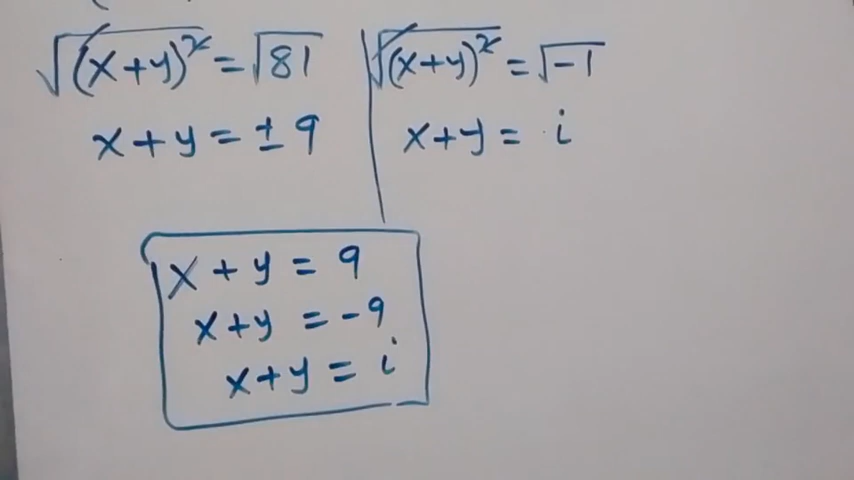 √(x+y)² = √81
x + y = ± 9
√(x+y)² = √-1
x+y = i
x + y = 9
x+y = -9
x+y = i